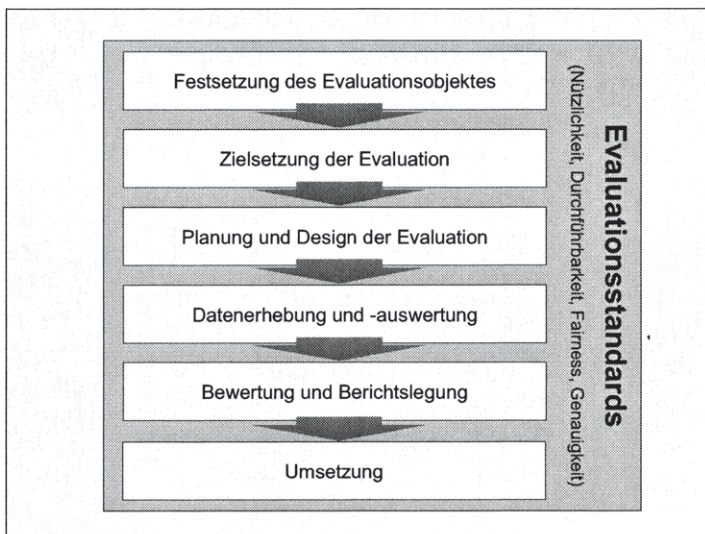 Festsetzung des Evaluationsobjektes
Zielsetzung der Evaluation
Planung und Design der Evaluation
Datenerhebung und -auswertung
Bewertung und Berichtslegung
Umsetzung
Evaluationsstandards
(Nützlichkeit, Durchführbarkeit, Fairness, Genauigkeit)